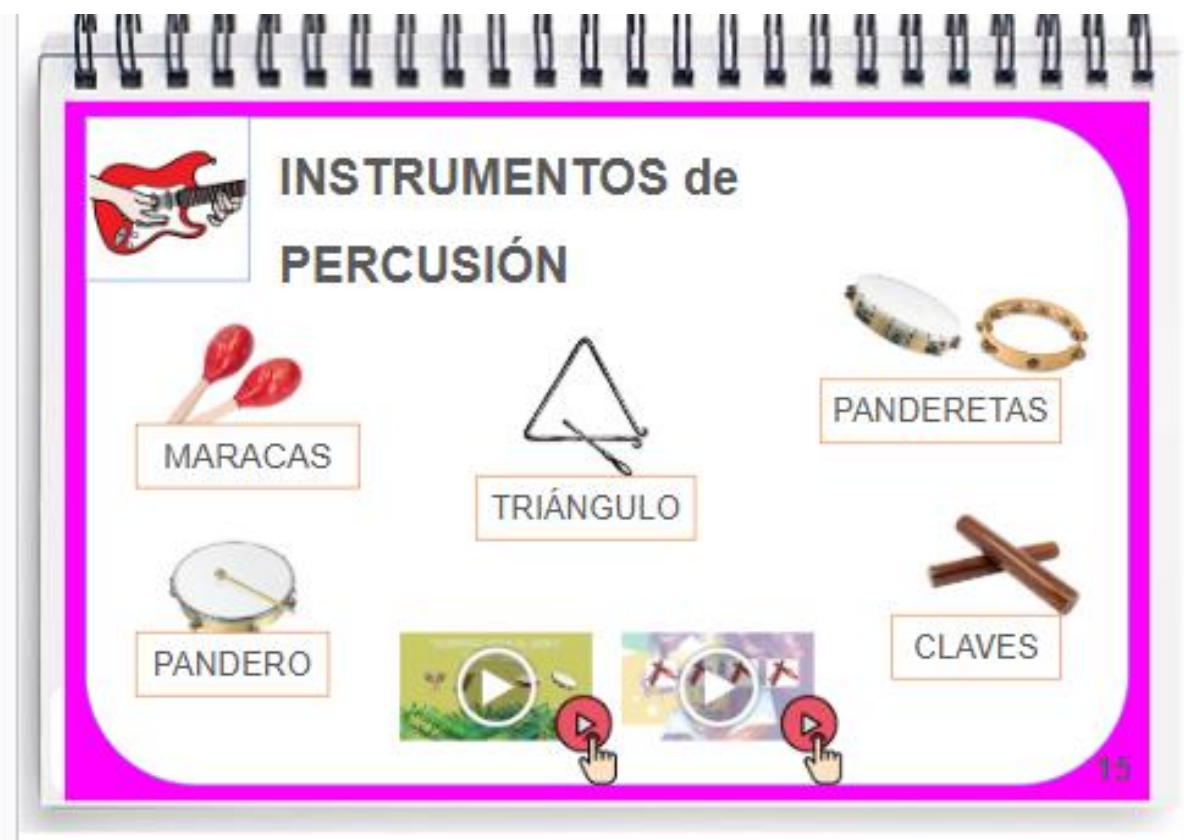 INSTRUMENTOS de
PERCUSIÓN
PANDERETAS
MARACAS
TRIÁNGULO
PANDERO
CLAVES
15